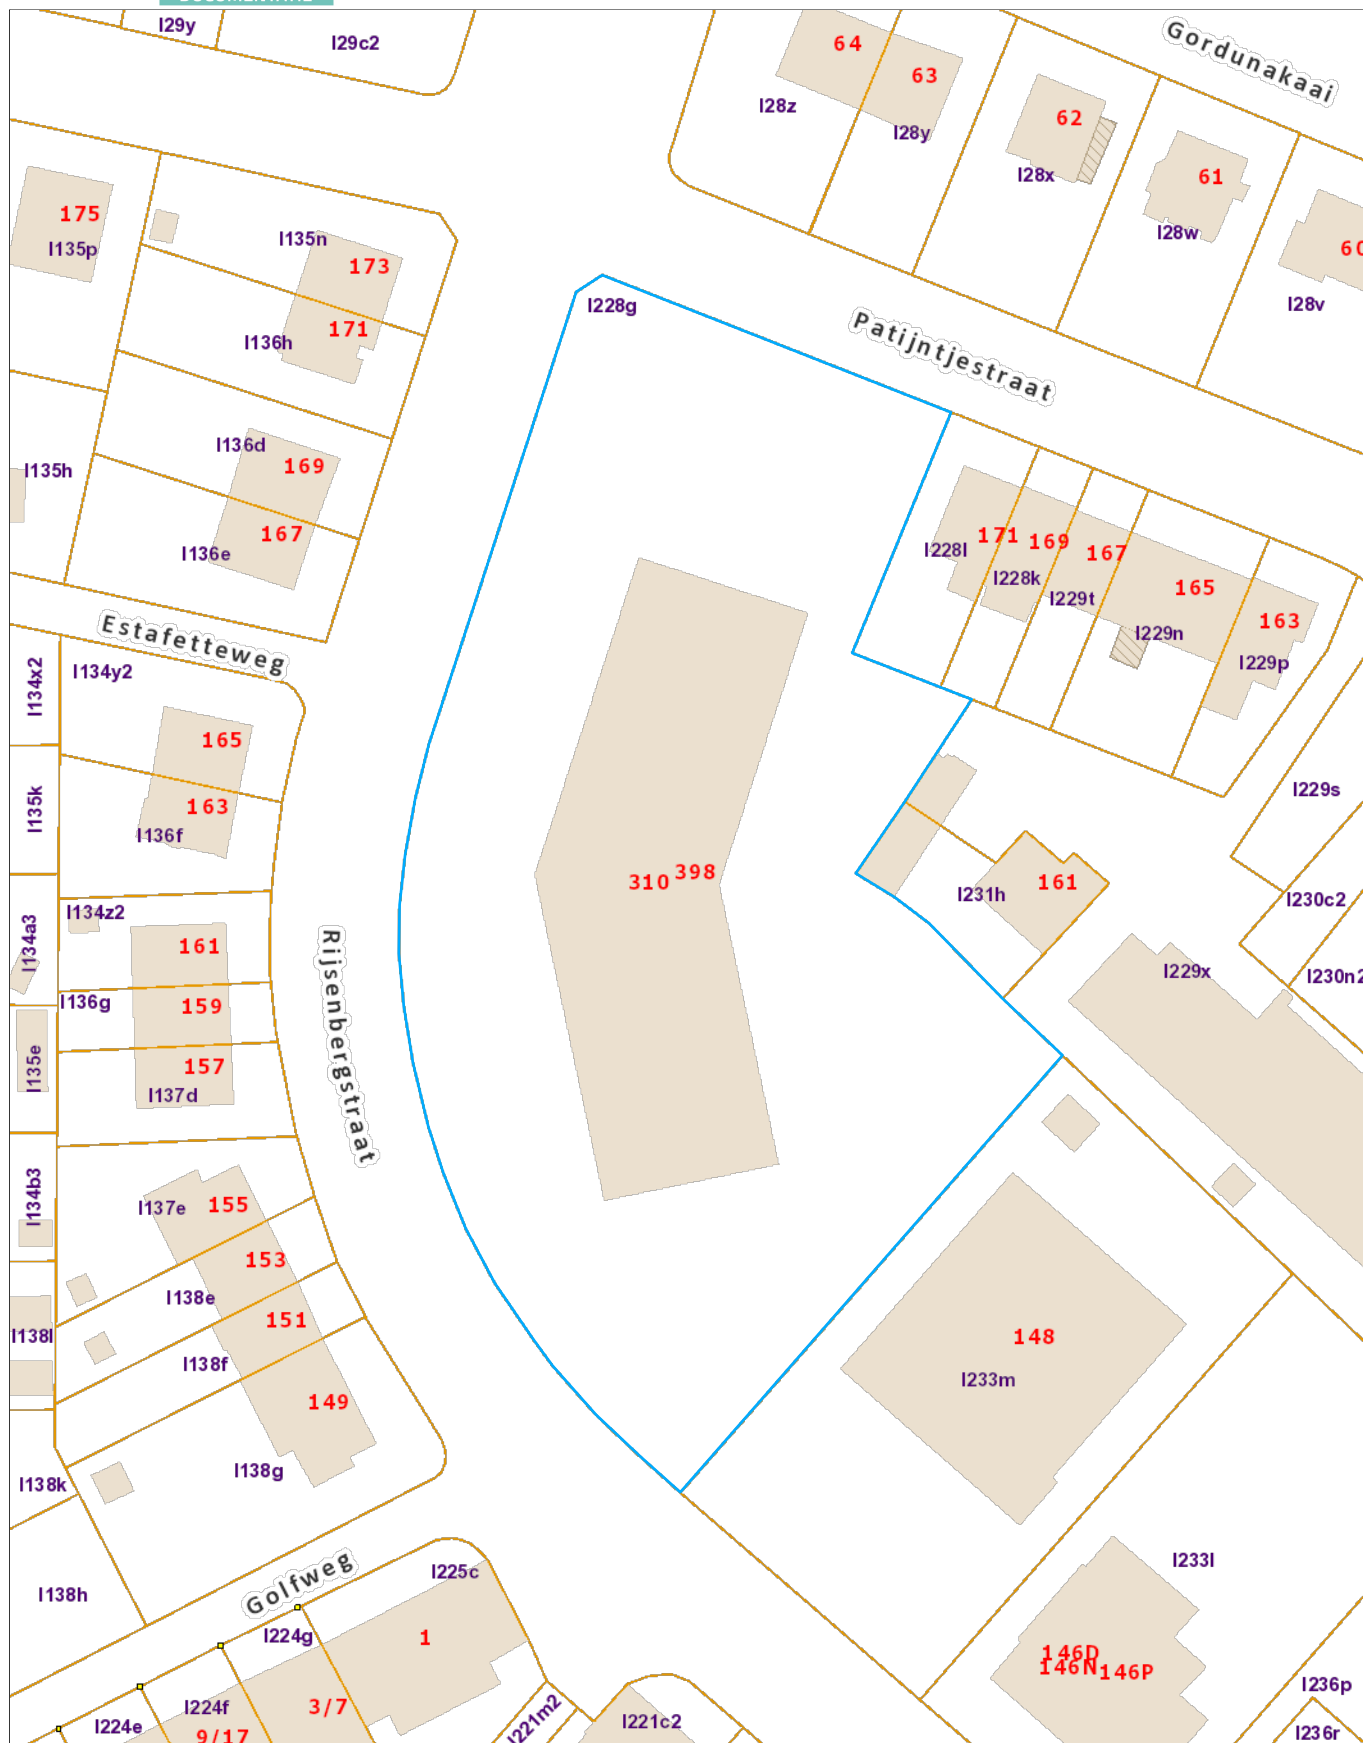 I29y
I29c2
Gordunakaai
64
63
I28z
I28y
62
I28x
61
I28w
60
I28v
175
I135p
I135n
173
I136h
171
I228g
Patijntjestraat
I136d
169
I135h
167
I136e
171
169
167
165
163
I228l
I228k
I229t
I229n
I229p
Estafetteweg
I134x2
I134y2
165
I135k
163
I136f
I229s
310
398
161
I231h
I230c2
I134z2
I134a3
161
Rijsenbergstraat
I229x
I230n2
I136g
159
I135e
157
I137d
I134b3
I137e
155
153
I138e
151
I138l
I138f
149
148
I233m
I138g
I138k
Golfweg
I225c
I233l
I138h
I224g
1
146D
146N
146P
I236p
I224f
3/7
I224e
9/17
I221m2
I221c2
I236r